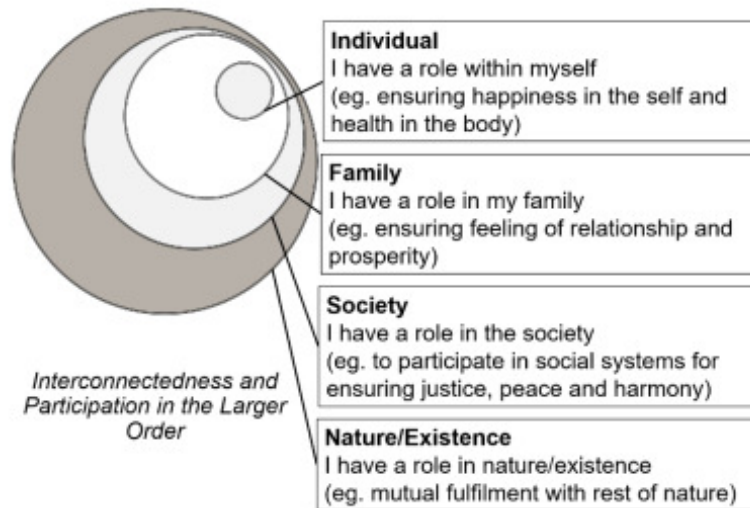 Individual
I have a role within myself
(eg. ensuring happiness in the self and
health in the body)
Family
I have a role in my family
(eg. ensuring feeling of relationship and
prosperity)
Society
I have a role in the society
(eg. to participate in social systems for
ensuring justice, peace and harmony)
Nature/Existence
I have a role in nature/existence
(eg. mutual fulfilment with rest of nature)
Interconnectedness and
Participation in the Larger
Order